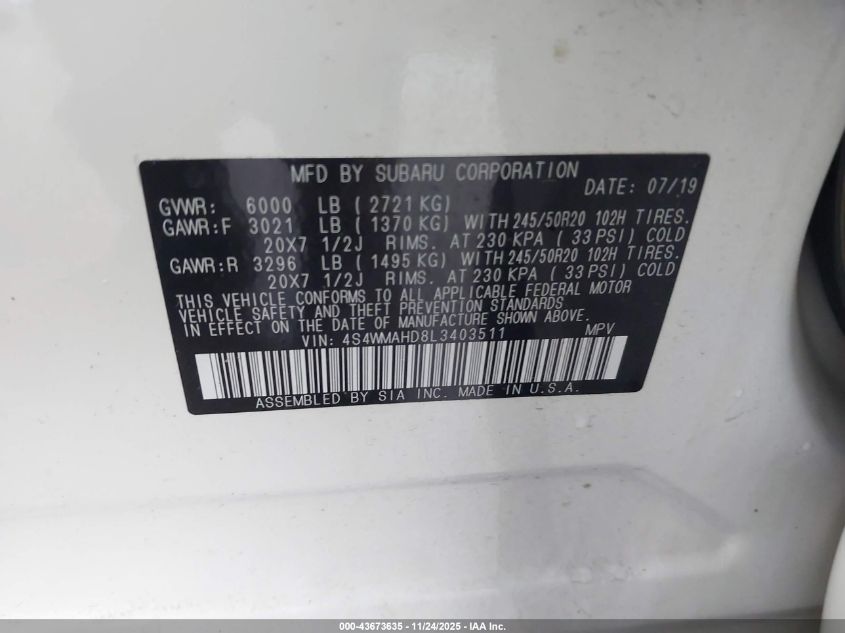 MFD BY SUBARU CORPORATION
DATE: 07/19
GVWR: 6000 LB ( 2721 KG)
GAWR:F 3021 LB ( 1370 KG) WITH 245/50R20 102H TIRES.
20X7 1/2J RIMS. AT 230 KPA ( 33 PSI) COLD
GAWR:R 3296 LB ( 1495 KG) WITH 245/50R20 102H TIRES.
20X7 1/2J RIMS. AT 230 KPA ( 33 PSI) COLD
THIS VEHICLE CONFORMS TO ALL APPLICABLE FEDERAL MOTOR
VEHICLE SAFETY AND THEFT PREVENTION STANDARDS
IN EFFECT ON THE DATE OF MANUFACTURE SHOWN ABOVE.
VIN: 4S4WMAHD8L3403511 MPV
ASSEMBLED BY SIA INC. MADE IN U.S.A.
000-43673635 - 11/24/2025 - IAA Inc.